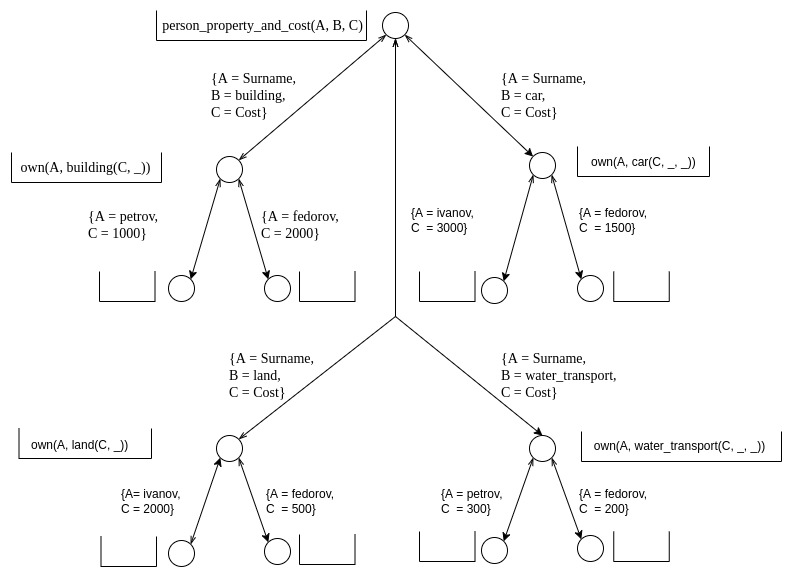 person_property_and_cost(A, B, C)
{A = Surname,
B = building,
C = Cost}
{A = Surname,
B = car,
C = Cost}
own(A, building(C, _))
own(A, car(C, _, _))
{A = petrov,
C = 1000}
{A = fedorov,
C = 2000}
{A = ivanov,
C  = 3000}
{A = fedorov,
C  = 1500}
{A = Surname,
B = land,
C = Cost}
{A = Surname,
B = water_transport,
C = Cost}
own(A, land(C, _))
own(A, water_transport(C, _, _))
{A= ivanov,
C = 2000}
{A = fedorov,
C  = 500}
{A = petrov,
C  = 300}
{A = fedorov,
C  = 200}